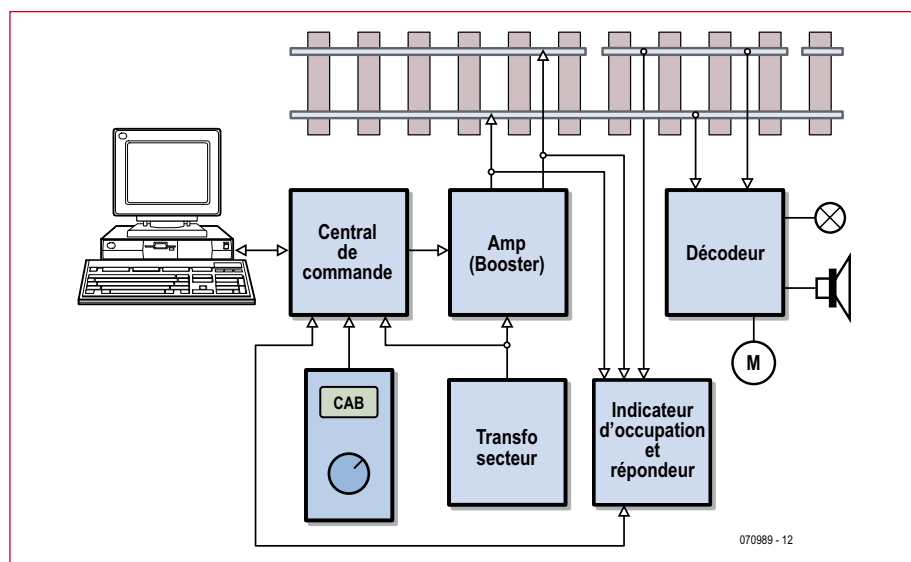 Central
de
commande
Amp
(Booster)
Décodeur
M
CAB
Transfo
secteur
Indicateur
d'occupation
et
répondeur
070989 - 12